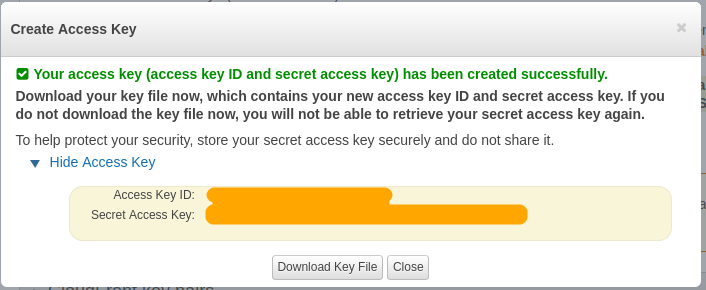 Create Access Key
Your access key (access key ID and secret access key) has been created successfully.
Download your key file now, which contains your new access key ID and secret access key. If you
do not download the key file now, you will not be able to retrieve your secret access key again.
To help protect your security, store your secret access key securely and do not share it.
Hide Access Key
Access Key ID:
Secret Access Key:
Download Key File Close